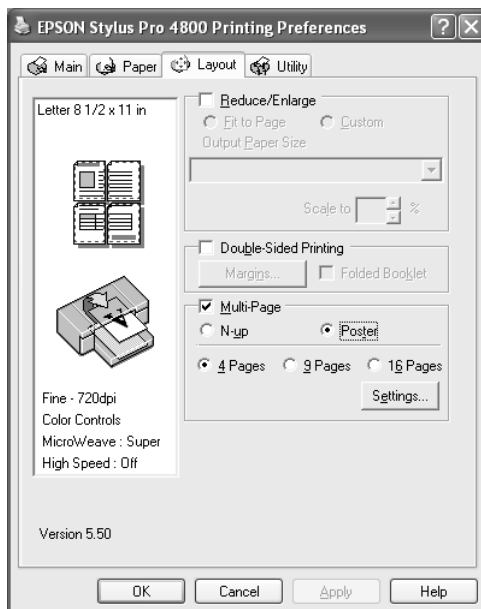 EPSON Stylus Pro 4800 Printing Preferences
Main
Paper
Layout
Utility
Letter 8 1/2 x 11 in
Fine - 720dpi
Color Controls
MicroWeave : Super
High Speed : Off
Version 5.50
Reduce/Enlarge
Fit to Page
Custom
Output Paper Size
Scale to
%
Double-Sided Printing
Margins...
Folded Booklet
Multi-Page
N-up
Poster
4 Pages
9 Pages
16 Pages
Settings...
OK
Cancel
Apply
Help